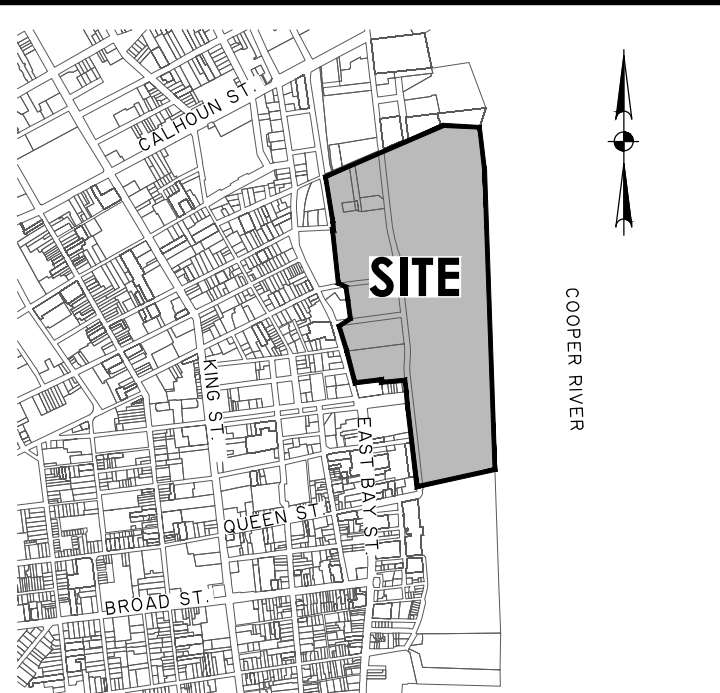 CALHOUN ST.
SITE
COOPER RIVER
KING ST.
EAST BAY ST.
QUEEN ST.
BROAD ST.